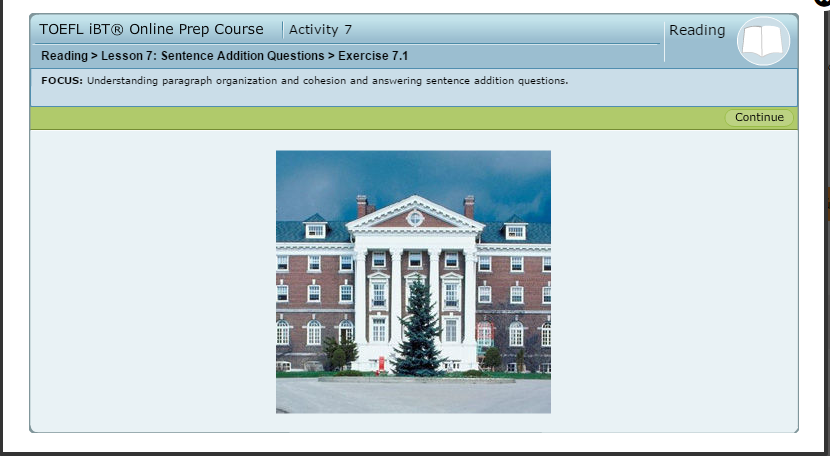 TOEFL iBT® Online Prep Course Activity 7 Reading
Reading > Lesson 7: Sentence Addition Questions > Exercise 7.1
FOCUS: Understanding paragraph organization and cohesion and answering sentence addition questions.
Continue